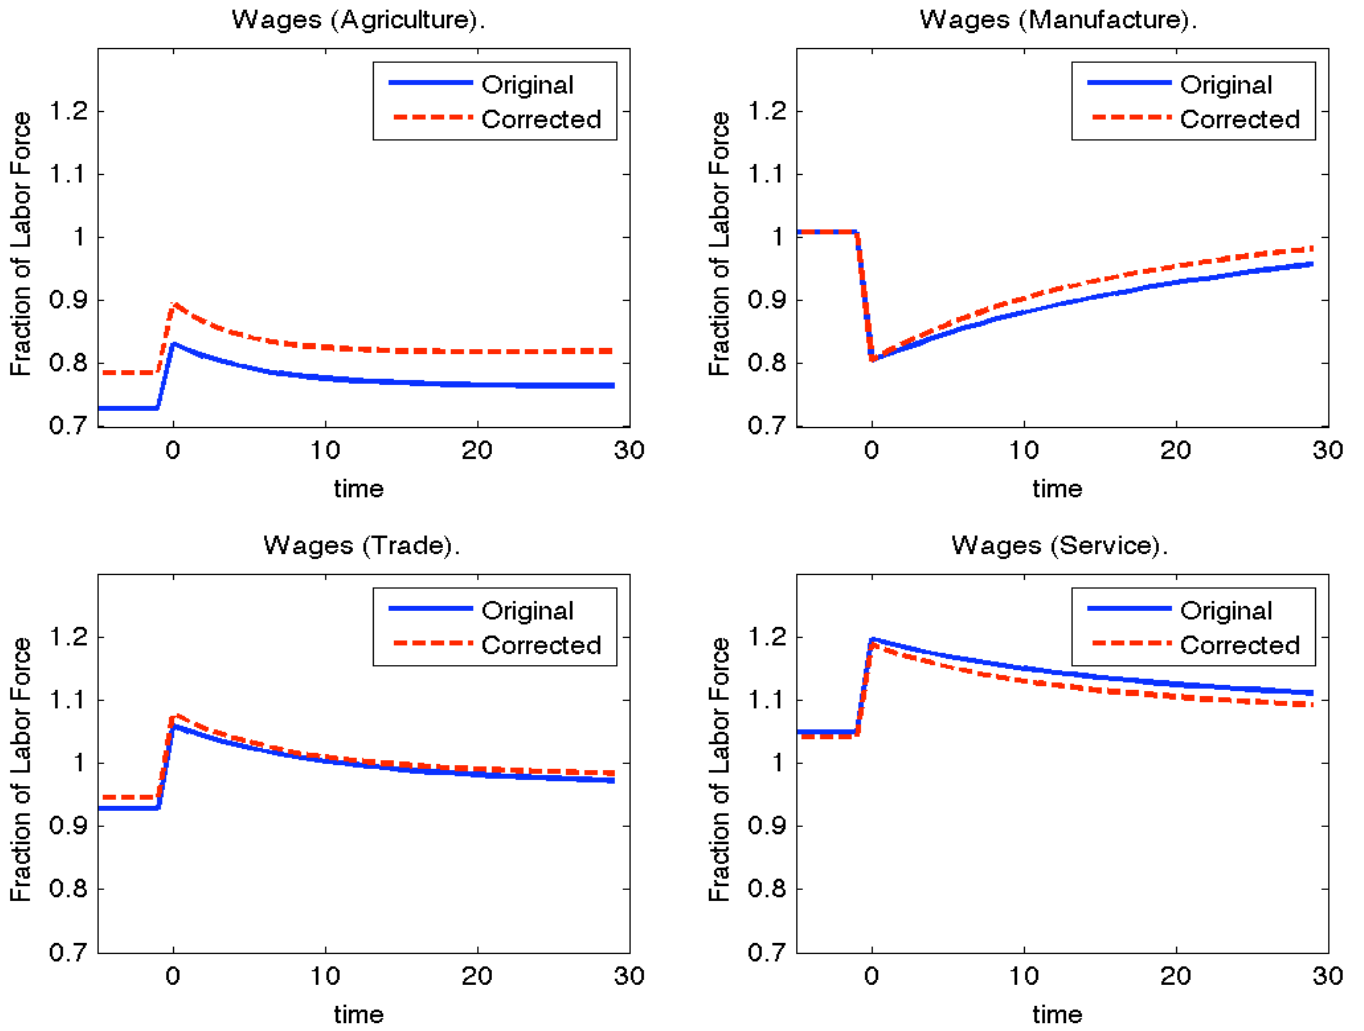 Wages (Agriculture).
Fraction of Labor Force
1.2
1.1
1
0.9
0.8
0.7
0
10
20
30
time
Original
Corrected
Wages (Manufacture).
Fraction of Labor Force
1.2
1.1
1
0.9
0.8
0.7
0
10
20
30
time
Original
Corrected
Wages (Trade).
Fraction of Labor Force
1.2
1.1
1
0.9
0.8
0.7
0
10
20
30
time
Original
Corrected
Wages (Service).
Fraction of Labor Force
1.2
1.1
1
0.9
0.8
0.7
0
10
20
30
time
Original
Corrected